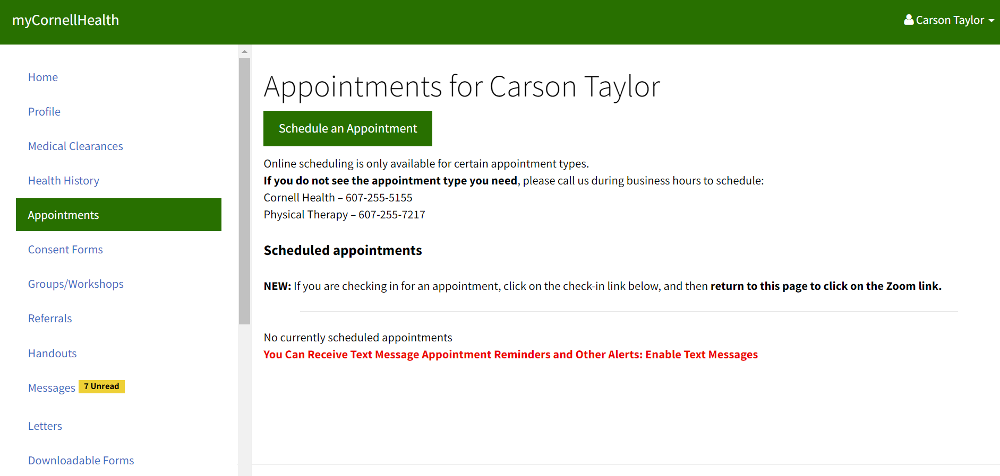 myCornellHealth
Carson Taylor
Home
Profile
Medical Clearances
Health History
Appointments
Consent Forms
Groups/Workshops
Referrals
Handouts
Messages 7 Unread
Letters
Downloadable Forms
Appointments for Carson Taylor
Schedule an Appointment
Online scheduling is only available for certain appointment types.
If you do not see the appointment type you need, please call us during business hours to schedule:
Cornell Health – 607-255-5155
Physical Therapy – 607-255-7217
Scheduled appointments
NEW: If you are checking in for an appointment, click on the check-in link below, and then return to this page to click on the Zoom link.
No currently scheduled appointments
You Can Receive Text Message Appointment Reminders and Other Alerts: Enable Text Messages